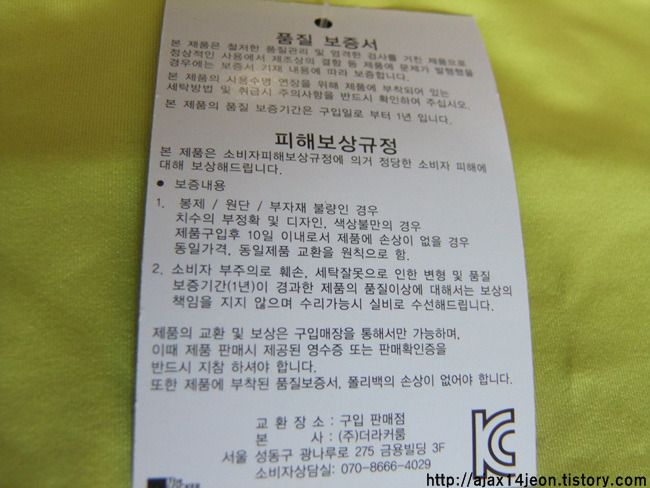 품질 보증서
본 제품은 철저한 품질관리 및 엄격한 검사를 거친 제품으로
정상적인 사용에서 제조상의 결함 등 제품에 문제가 발행했을
경우에는 보증서 기재 내용에 따라 보증합니다.
본 제품의 사용수명 연장을 위해 제품에 부착되어 있는
세탁방법 및 취급시 주의사항을 반드시 확인하여 주십시오.
본 제품의 품질 보증기간은 구입일로 부터 1년 입니다.
피해보상규정
본 제품은 소비자피해보상규정에 의거 정당한 소비자 피해에
대해 보상해드립니다.
● 보증내용
1. 봉제 / 원단 / 부자재 불량인 경우
치수의 부정확 및 디자인, 색상불만의 경우
제품구입후 10일 이내로서 제품에 손상이 없을 경우
동일가격, 동일제품 교환을 원칙으로 함.
2. 소비자 부주의로 훼손, 세탁잘못으로 인한 변형 및 품질
보증기간(1년)이 경과한 제품의 품질이상에 대해서는 보상의
책임을 지지 않으며 수리가능시 실비로 수선해드립니다.
제품의 교환 및 보상은 구입매장을 통해서만 가능하며,
이때 제품 판매시 제공된 영수증 또는 판매확인증을
반드시 지참 하셔야 합니다.
또한 제품에 부착된 품질보증서, 폴리백의 손상이 없어야 합니다.
교 환 장 소 : 구입 판매점
본 사 : (주)더라커룸
서울 성동구 광나루로 275 금용빌딩 3F
소비자상담실: 070-8666-4029
http://ajax14jeon.tistory.com